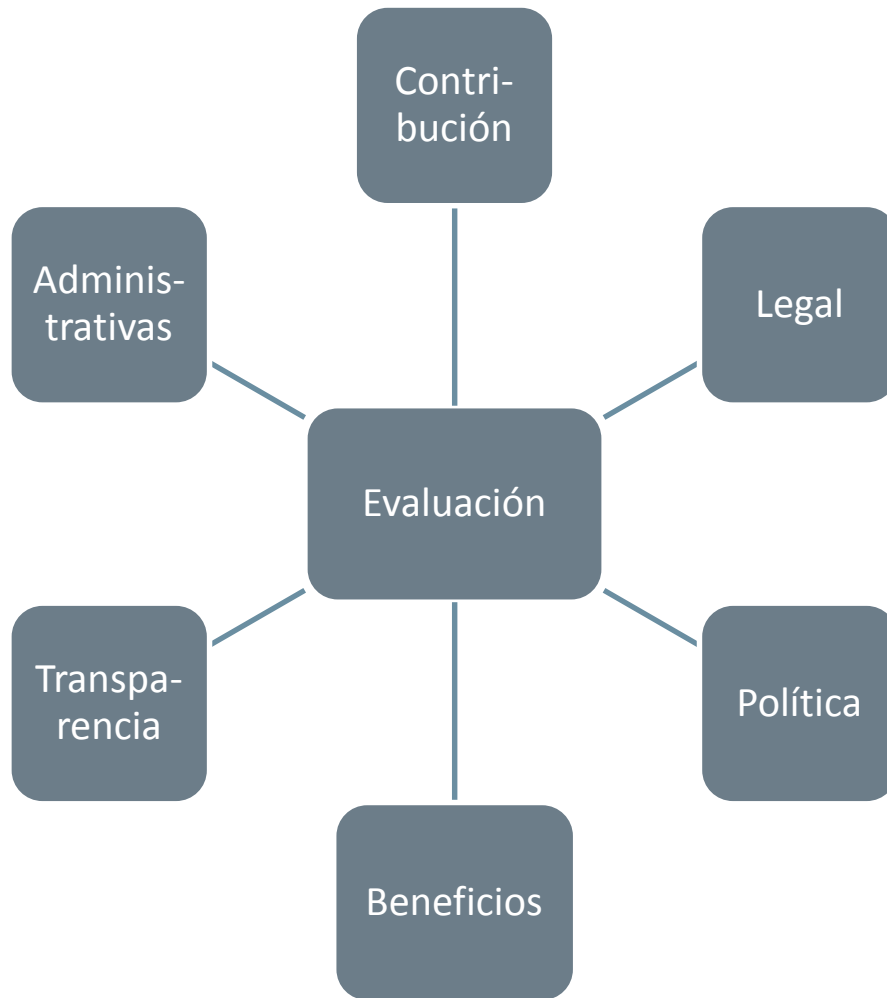 Contri-
bución
Adminis-
trativas
Legal
Evaluación
Transpa-
rencia
Política
Beneficios